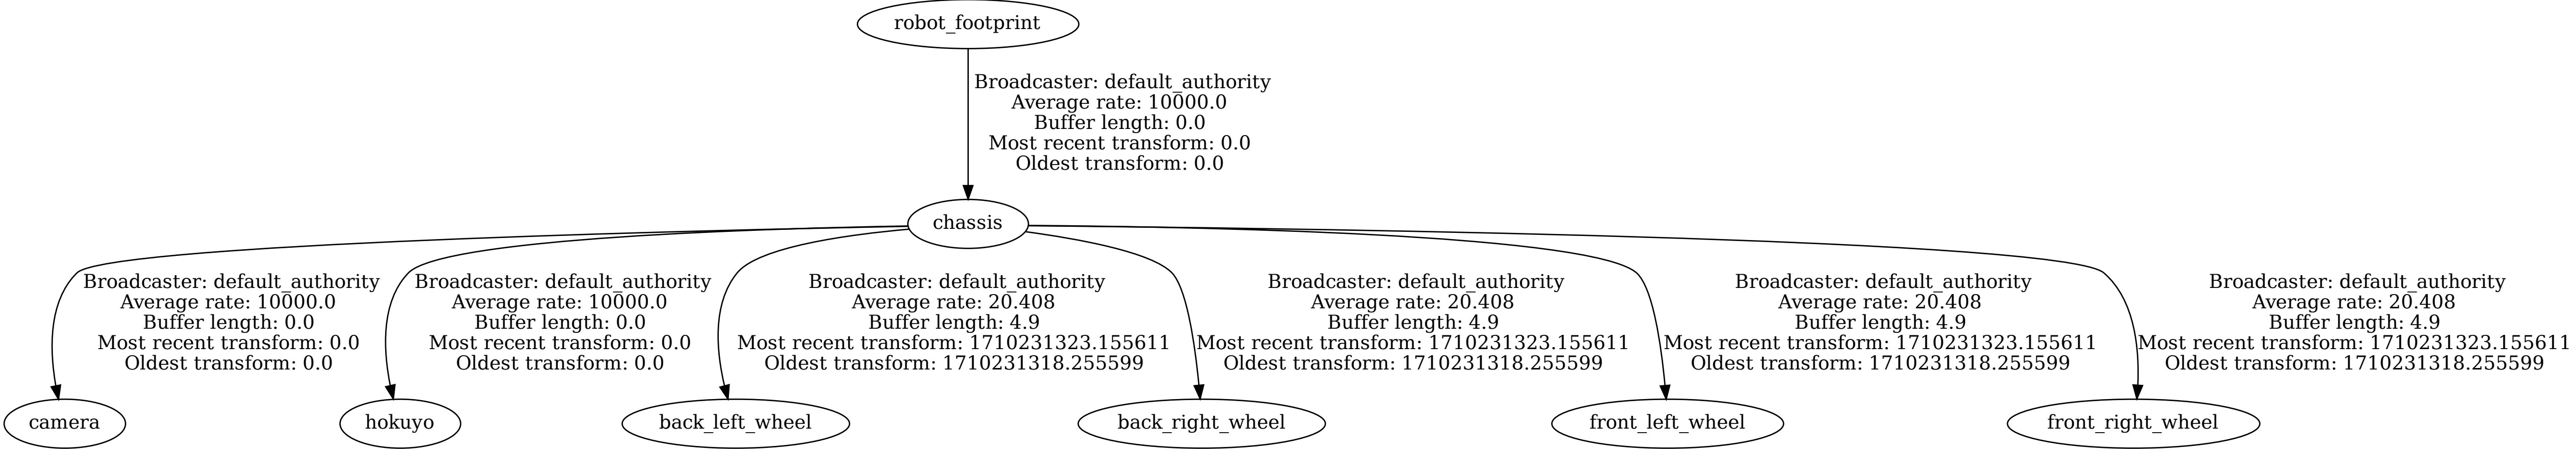 robot_footprint
Broadcaster: default_authority
Average rate: 10000.0
Buffer length: 0.0
Most recent transform: 0.0
Oldest transform: 0.0
chassis
Broadcaster: default_authority
Average rate: 10000.0
Buffer length: 0.0
Most recent transform: 0.0
Oldest transform: 0.0
Broadcaster: default_authority
Average rate: 10000.0
Buffer length: 0.0
Most recent transform: 0.0
Oldest transform: 0.0
Broadcaster: default_authority
Average rate: 20.408
Buffer length: 4.9
Most recent transform: 1710231323.155611
Oldest transform: 1710231318.255599
Broadcaster: default_authority
Average rate: 20.408
Buffer length: 4.9
Most recent transform: 1710231323.155611
Oldest transform: 1710231318.255599
Broadcaster: default_authority
Average rate: 20.408
Buffer length: 4.9
Most recent transform: 1710231323.155611
Oldest transform: 1710231318.255599
Broadcaster: default_authority
Average rate: 20.408
Buffer length: 4.9
Most recent transform: 1710231323.155611
Oldest transform: 1710231318.255599
camera
hokuyo
back_left_wheel
back_right_wheel
front_left_wheel
front_right_wheel